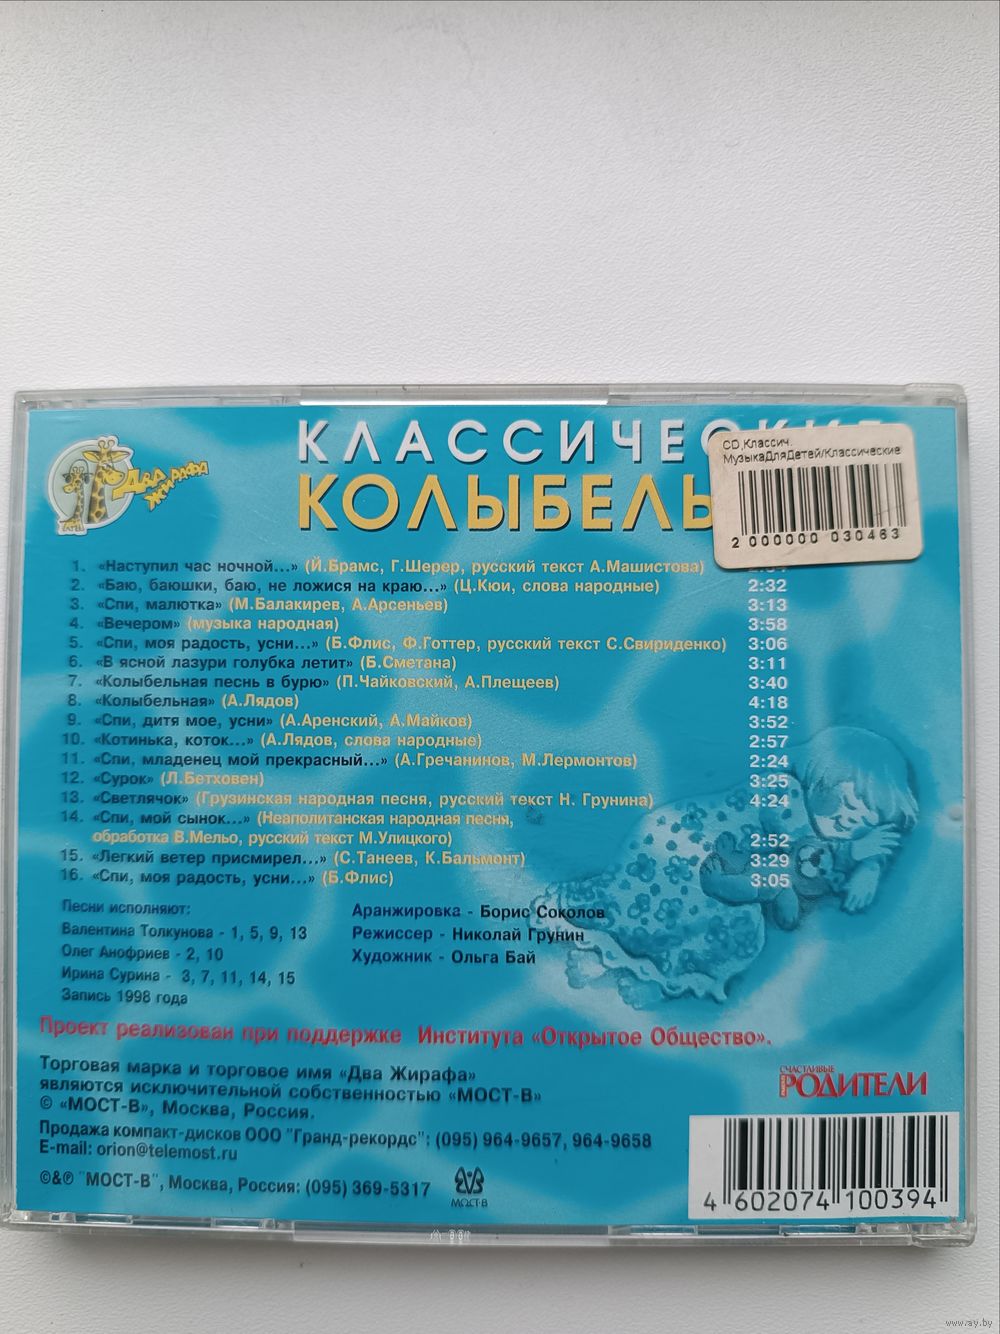 КЛАССИЧЕСКИЕ
КОЛЫБЕЛЬ
ДВА
ЖИРАФА
CD,Классич.
МузыкаДляДетей/Классические
2 000000 030463
1. «Наступил час ночной...» (Й.Брамс, Г.Шерер, русский текст А.Машистова)
2. «Баю, баюшки, баю, не ложися на краю...» (Ц.Кюи, слова народные) 2:32
3. «Спи, малютка» (М.Балакирев, А.Арсеньев) 3:13
4. «Вечером» (музыка народная) 3:58
5. «Спи, моя радость, усни...» (Б.Флис, Ф.Готтер, русский текст С.Свириденко) 3:06
6. «В ясной лазури голубка летит» (Б.Сметана) 3:11
7. «Колыбельная песнь в бурю» (П.Чайковский, А.Плещеев) 3:40
8. «Колыбельная» (А.Лядов) 4:18
9. «Спи, дитя мое, усни» (А.Аренский, А.Майков) 3:52
10. «Котинька, коток...» (А.Лядов, слова народные) 2:57
11. «Спи, младенец мой прекрасный...» (А.Гречанинов, М.Лермонтов) 2:24
12. «Сурок» (Л.Бетховен) 3:25
13. «Светлячок» (Грузинская народная песня, русский текст Н. Грунина) 4:24
14. «Спи, мой сынок...» (Неаполитанская народная песня,
обработка В.Мельо, русский текст М.Улицкого) 2:52
15. «Легкий ветер присмирел...» (С.Танеев, К.Бальмонт) 3:29
16. «Спи, моя радость, усни...» (Б.Флис) 3:05
Песни исполняют:
Валентина Толкунова - 1, 5, 9, 13
Олег Анофриев - 2, 10
Ирина Сурина - 3, 7, 11, 14, 15
Запись 1998 года
Аранжировка - Борис Соколов
Режиссер - Николай Грунин
Художник - Ольга Бай
Проект реализован при поддержке Института «Открытое Общество».
Торговая марка и торговое имя «Два Жирафа»
являются исключительной собственностью «МОСТ-В»
© «МОСТ-В», Москва, Россия.
Продажа компакт-дисков ООО "Гранд-рекордс": (095) 964-9657, 964-9658
E-mail: orion@telemost.ru
©&℗ "МОСТ-В", Москва, Россия: (095) 369-5317
МОСТ-В
СЧАСТЛИВЫЕ
РОДИТЕЛИ
4 602074 100394
www.ay.by